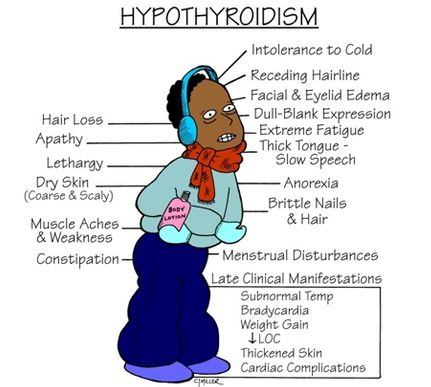 HYPOTHYROIDISM
Intolerance to Cold
Receding Hairline
Facial & Eyelid Edema
Dull-Blank Expression
Extreme Fatigue
Thick Tongue -
Slow Speech
Anorexia
Brittle Nails
& Hair
Menstrual Disturbances
Hair Loss
Apathy
Lethargy
Dry Skin
(Coarse & Scaly)
Muscle Aches
& Weakness
Constipation
BODY
LOTION
Late Clinical Manifestations
Subnormal Temp
Bradycardia
Weight Gain
↓LOC
Thickened Skin
Cardiac Complications
CJMILLER